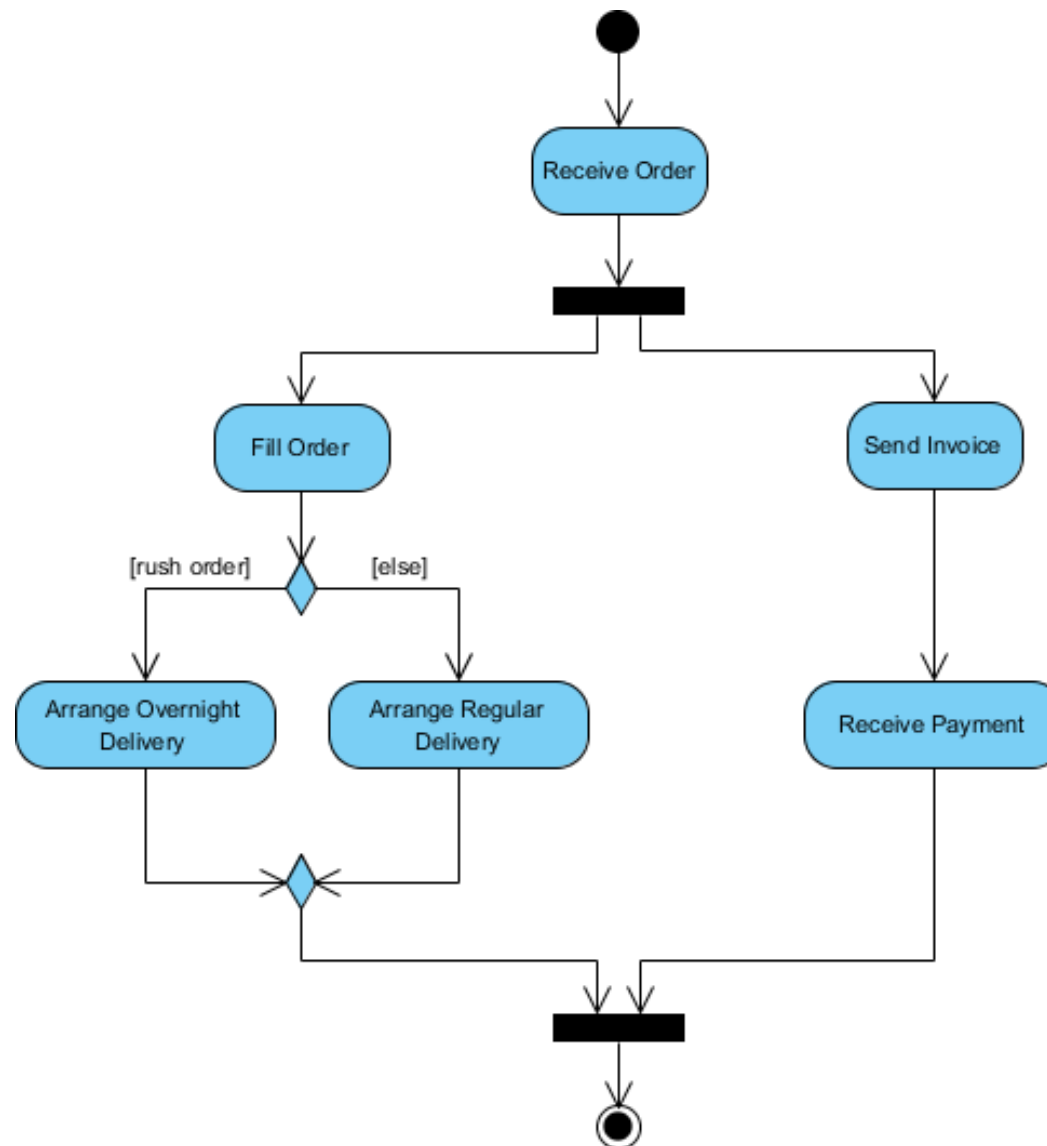 Receive Order
Fill Order
Send Invoice
[rush order]
[else]
Arrange Overnight
Delivery
Arrange Regular
Delivery
Receive Payment